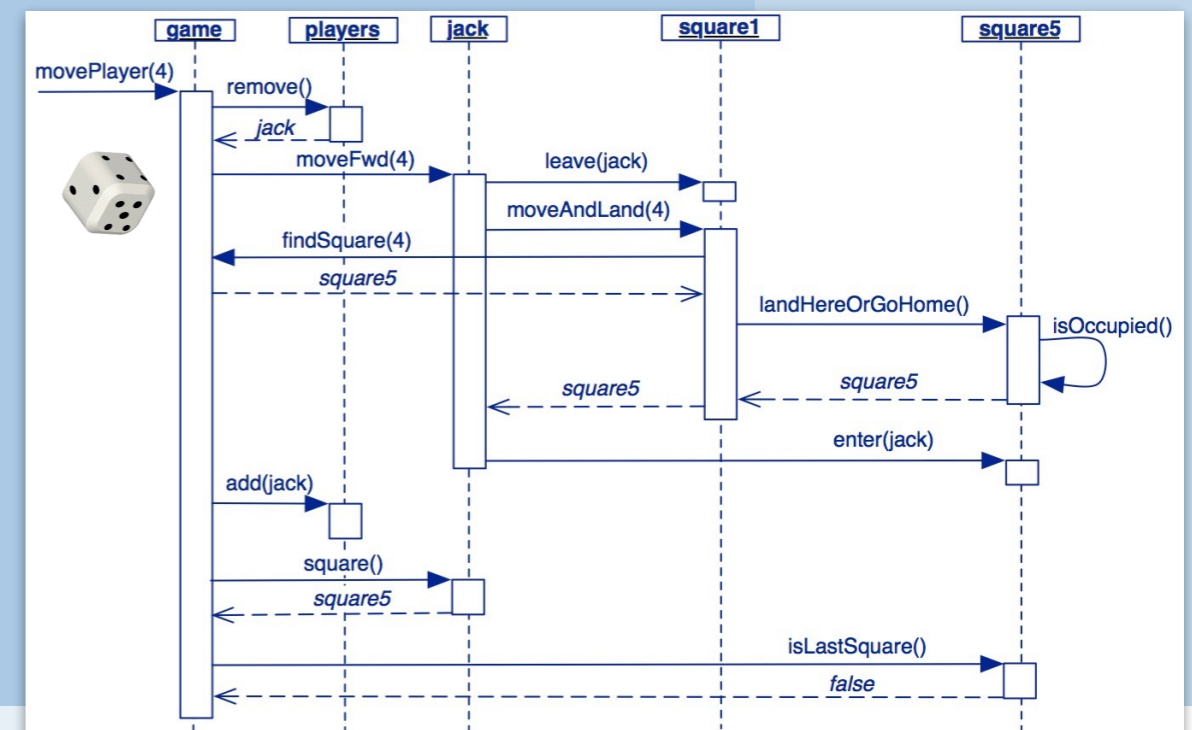 game players jack square1 square5
movePlayer(4)
remove()
jack
moveFwd(4)
leave(jack)
moveAndLand(4)
findSquare(4)
square5
landHereOrGoHome()
isOccupied()
square5
square5
enter(jack)
add(jack)
square()
square5
isLastSquare()
false